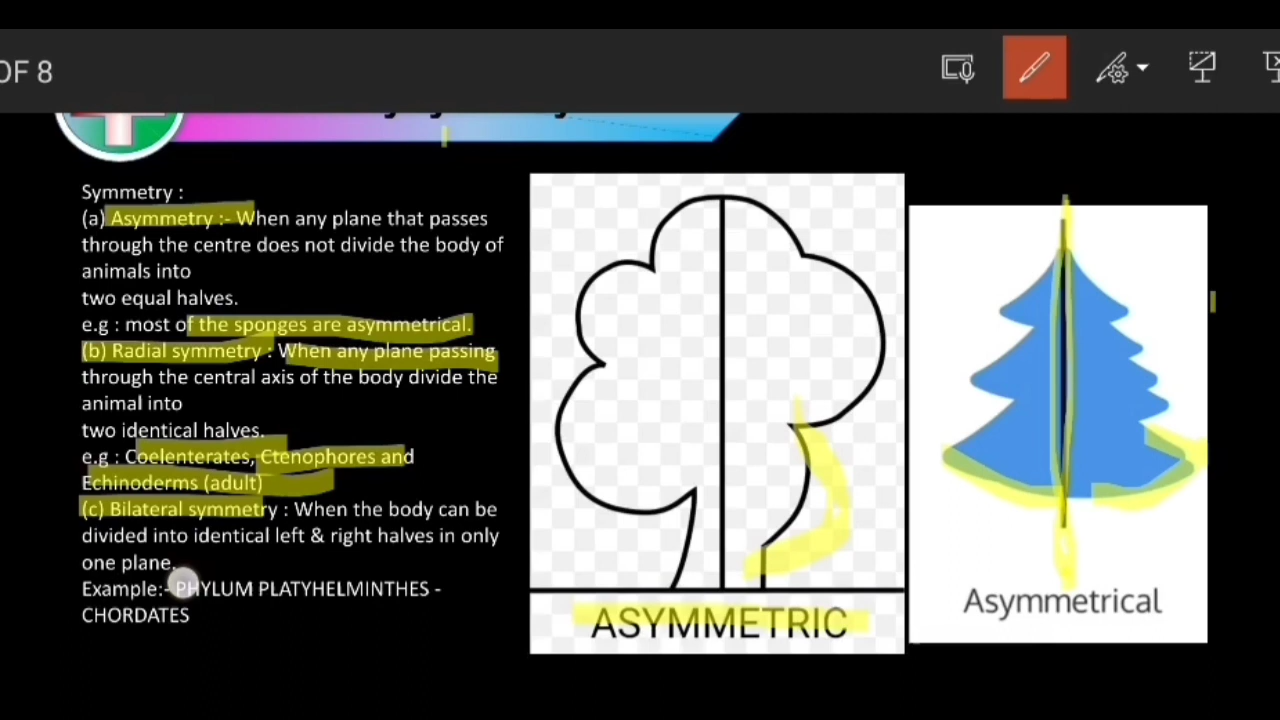 OF 8
Symmetry :
(a) Asymmetry :- When any plane that passes
through the centre does not divide the body of
animals into
two equal halves.
e.g : most of the sponges are asymmetrical.
(b) Radial symmetry : When any plane passing
through the central axis of the body divide the
animal into
two identical halves.
e.g : Coelenterates, Ctenophores and
Echinoderms (adult)
(c) Bilateral symmetry : When the body can be
divided into identical left & right halves in only
one plane.
Example:- PHYLUM PLATYHELMINTHES -
CHORDATES
ASYMMETRIC
Asymmetrical